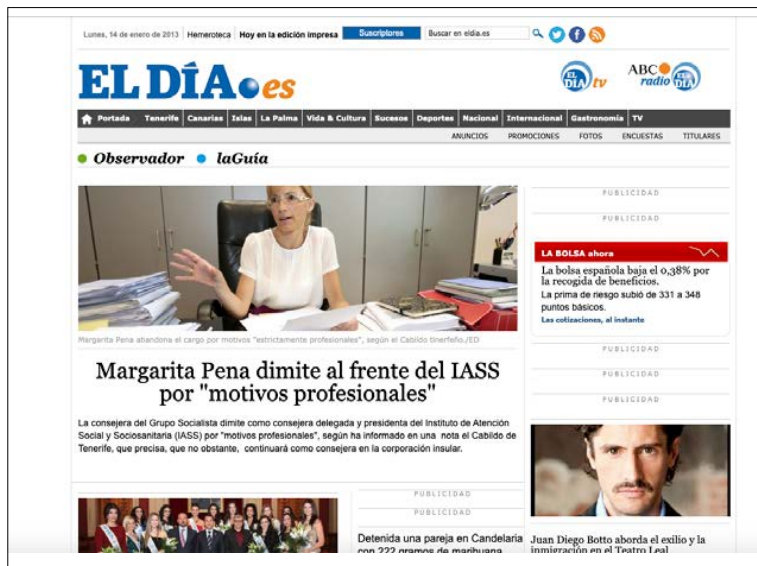 Lunes, 14 de enero de 2013 Hemeroteca Hoy en la edición impresa Suscriptores Buscar en eldia.es
EL DÍA.es
EL DÍA tv
ABC radio EL DÍA
Portada Tenerife Canarias Islas La Palma Vida & Cultura Sucesos Deportes Nacional Internacional Gastronomía TV
ANUNCIOS PROMOCIONES FOTOS ENCUESTAS TITULARES
Observador laGuía
Margarita Pena abandona el cargo por motivos "estrictamente profesionales", según el Cabildo tinerfeño./ED
Margarita Pena dimite al frente del IASS
por "motivos profesionales"
La consejera del Grupo Socialista dimite como consejera delegada y presidenta del Instituto de Atención
Social y Sociosanitaria (IASS) por "motivos profesionales", según ha informado en una nota el Cabildo de
Tenerife, que precisa, que no obstante, continuará como consejera en la corporación insular.
PUBLICIDAD
PUBLICIDAD
Detenida una pareja en Candelaria
con 222 gramos de marihuana
PUBLICIDAD
PUBLICIDAD
LA BOLSA ahora
La bolsa española baja el 0,38% por
la recogida de beneficios.
La prima de riesgo subió de 331 a 348
puntos básicos.
Las cotizaciones, al instante
PUBLICIDAD
PUBLICIDAD
PUBLICIDAD
Juan Diego Botto aborda el exilio y la
inmigración en el Teatro Leal